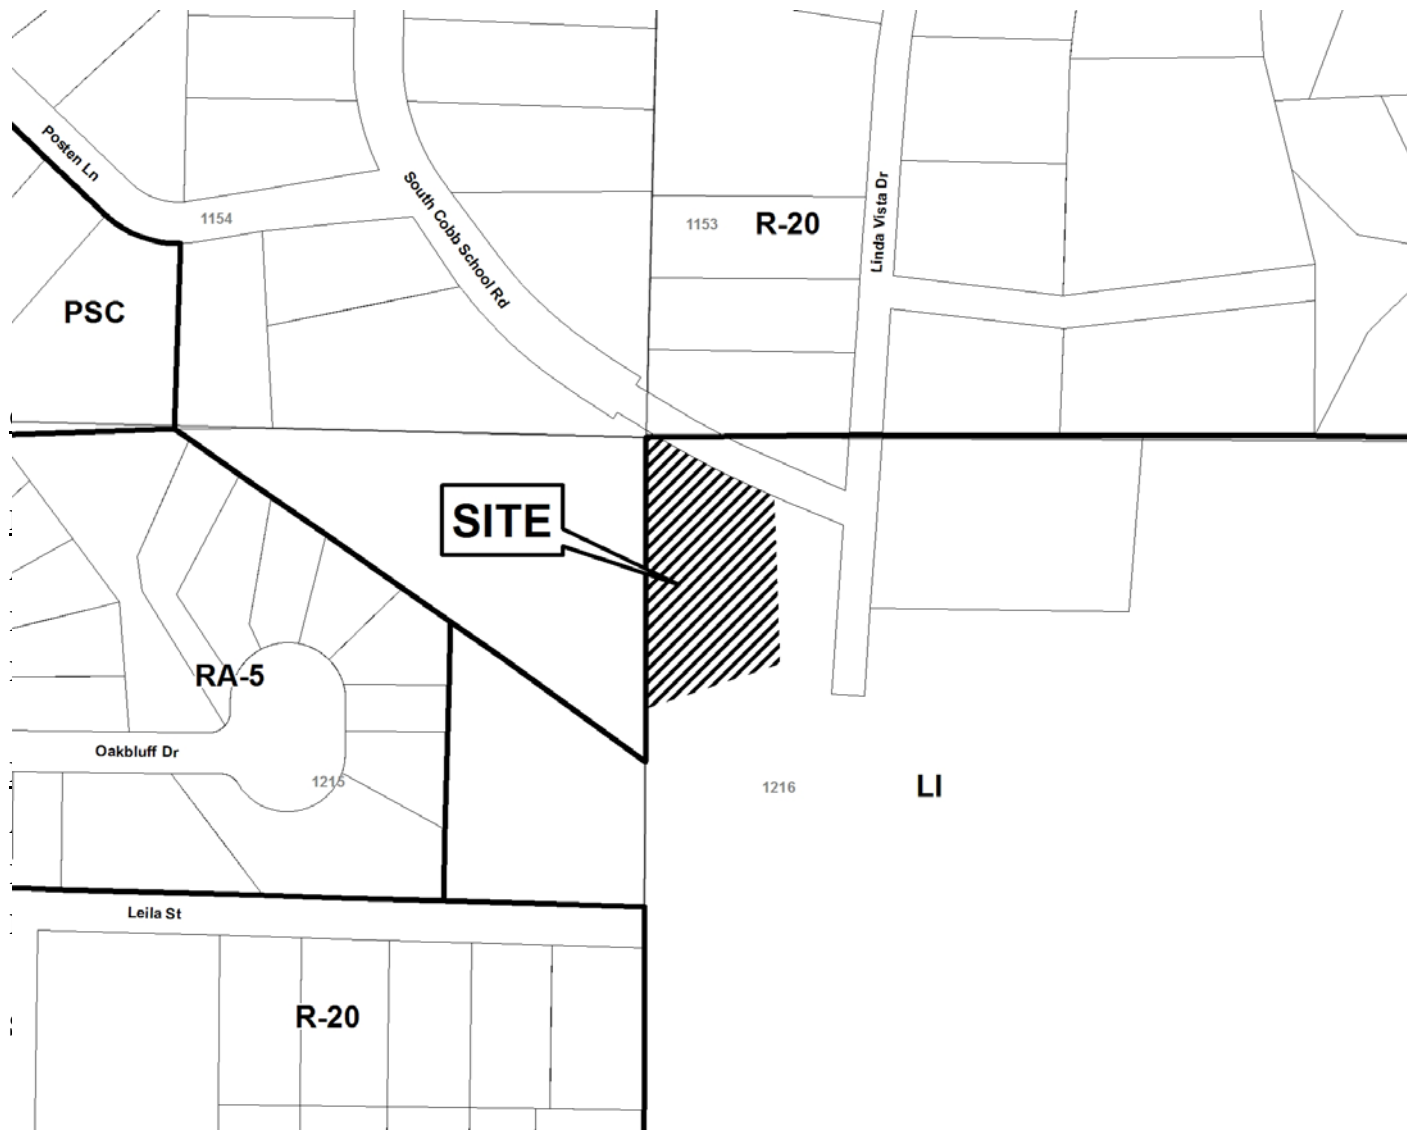 Posten Ln
1154
South Cobb School Rd
1153
R-20
Linda Vista Dr
PSC
SITE
RA-5
Oakbluff Dr
1215
1216
LI
Leila St
R-20